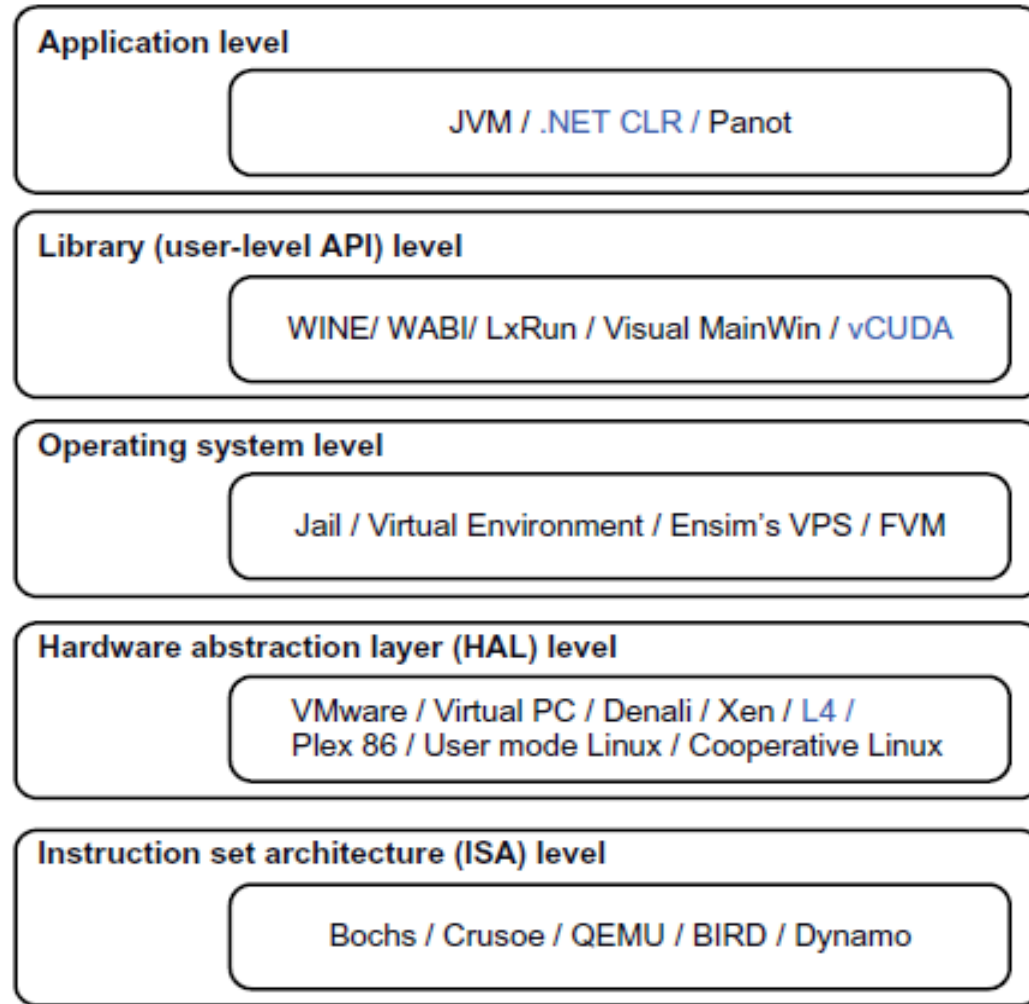 Application level
JVM / .NET CLR / Panot
Library (user-level API) level
WINE/ WABI/ LxRun / Visual MainWin / vCUDA
Operating system level
Jail / Virtual Environment / Ensim's VPS / FVM
Hardware abstraction layer (HAL) level
VMware / Virtual PC / Denali / Xen / L4 /
Plex 86 / User mode Linux / Cooperative Linux
Instruction set architecture (ISA) level
Bochs / Crusoe / QEMU / BIRD / Dynamo